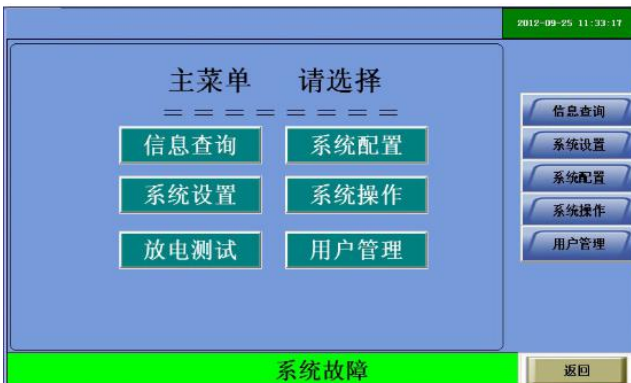 2012-09-25 11:33:17
主菜单 请选择
= = = = = = = =
信息查询 系统配置
系统设置 系统操作
放电测试 用户管理
信息查询
系统设置
系统配置
系统操作
用户管理
系统故障
返回